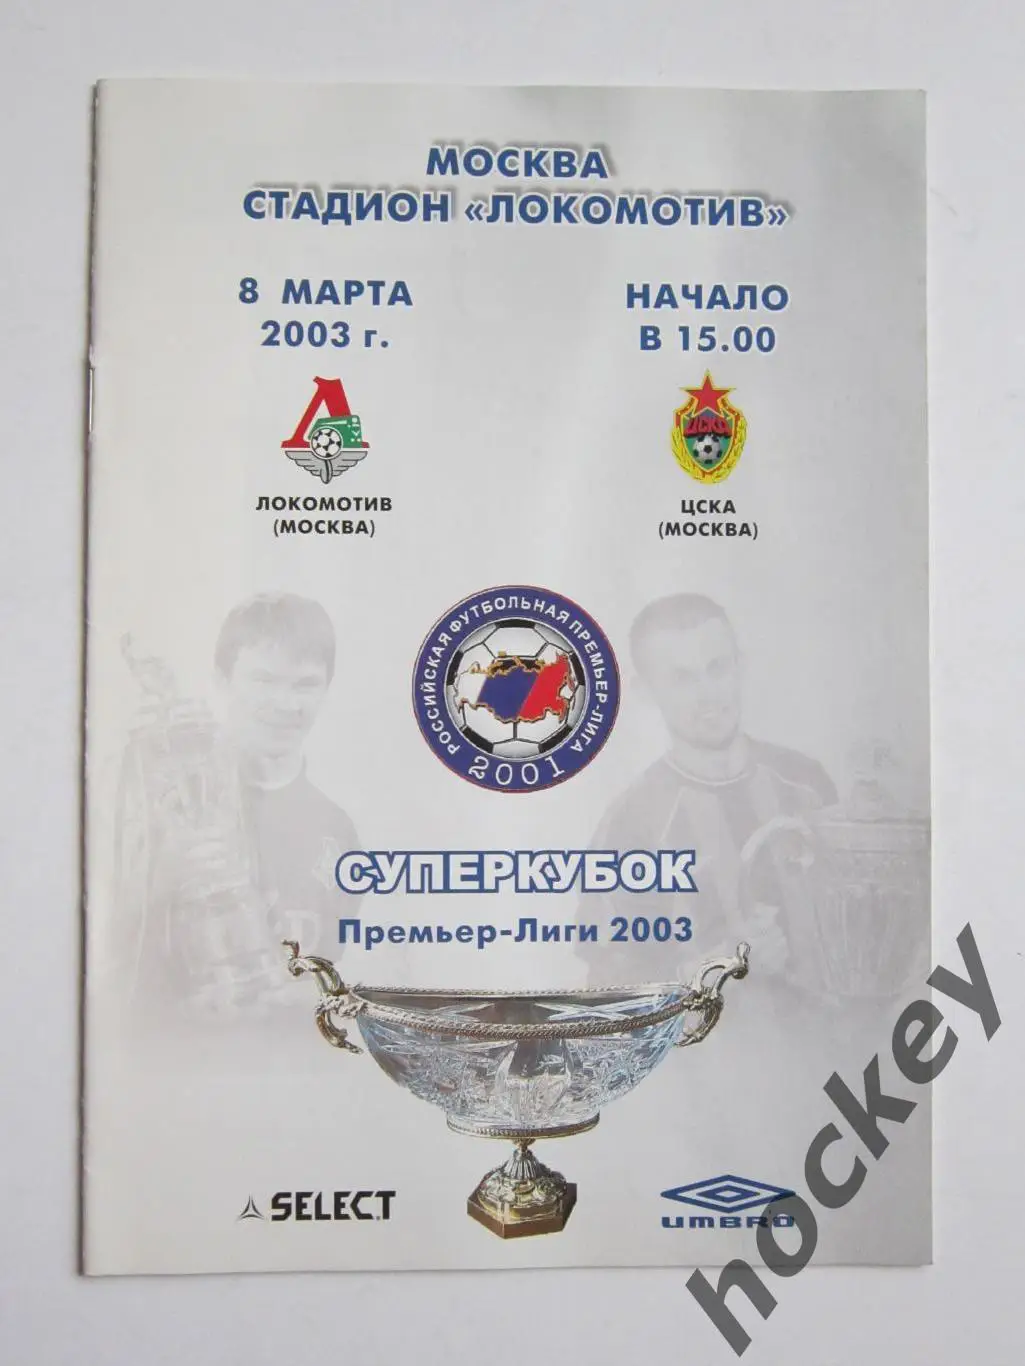 МОСКВА
СТАДИОН «ЛОКОМОТИВ»
8 МАРТА
2003 г.
НАЧАЛО
В 15.00
ЦСКА
ЛОКОМОТИВ
(МОСКВА)
ЦСКА
(МОСКВА)
РОССИЙСКАЯ ФУТБОЛЬНАЯ ПРЕМЬЕР-ЛИГА
2001
СУПЕРКУБОК
Премьер-Лиги 2003
SELECT
UMBRO
hockey